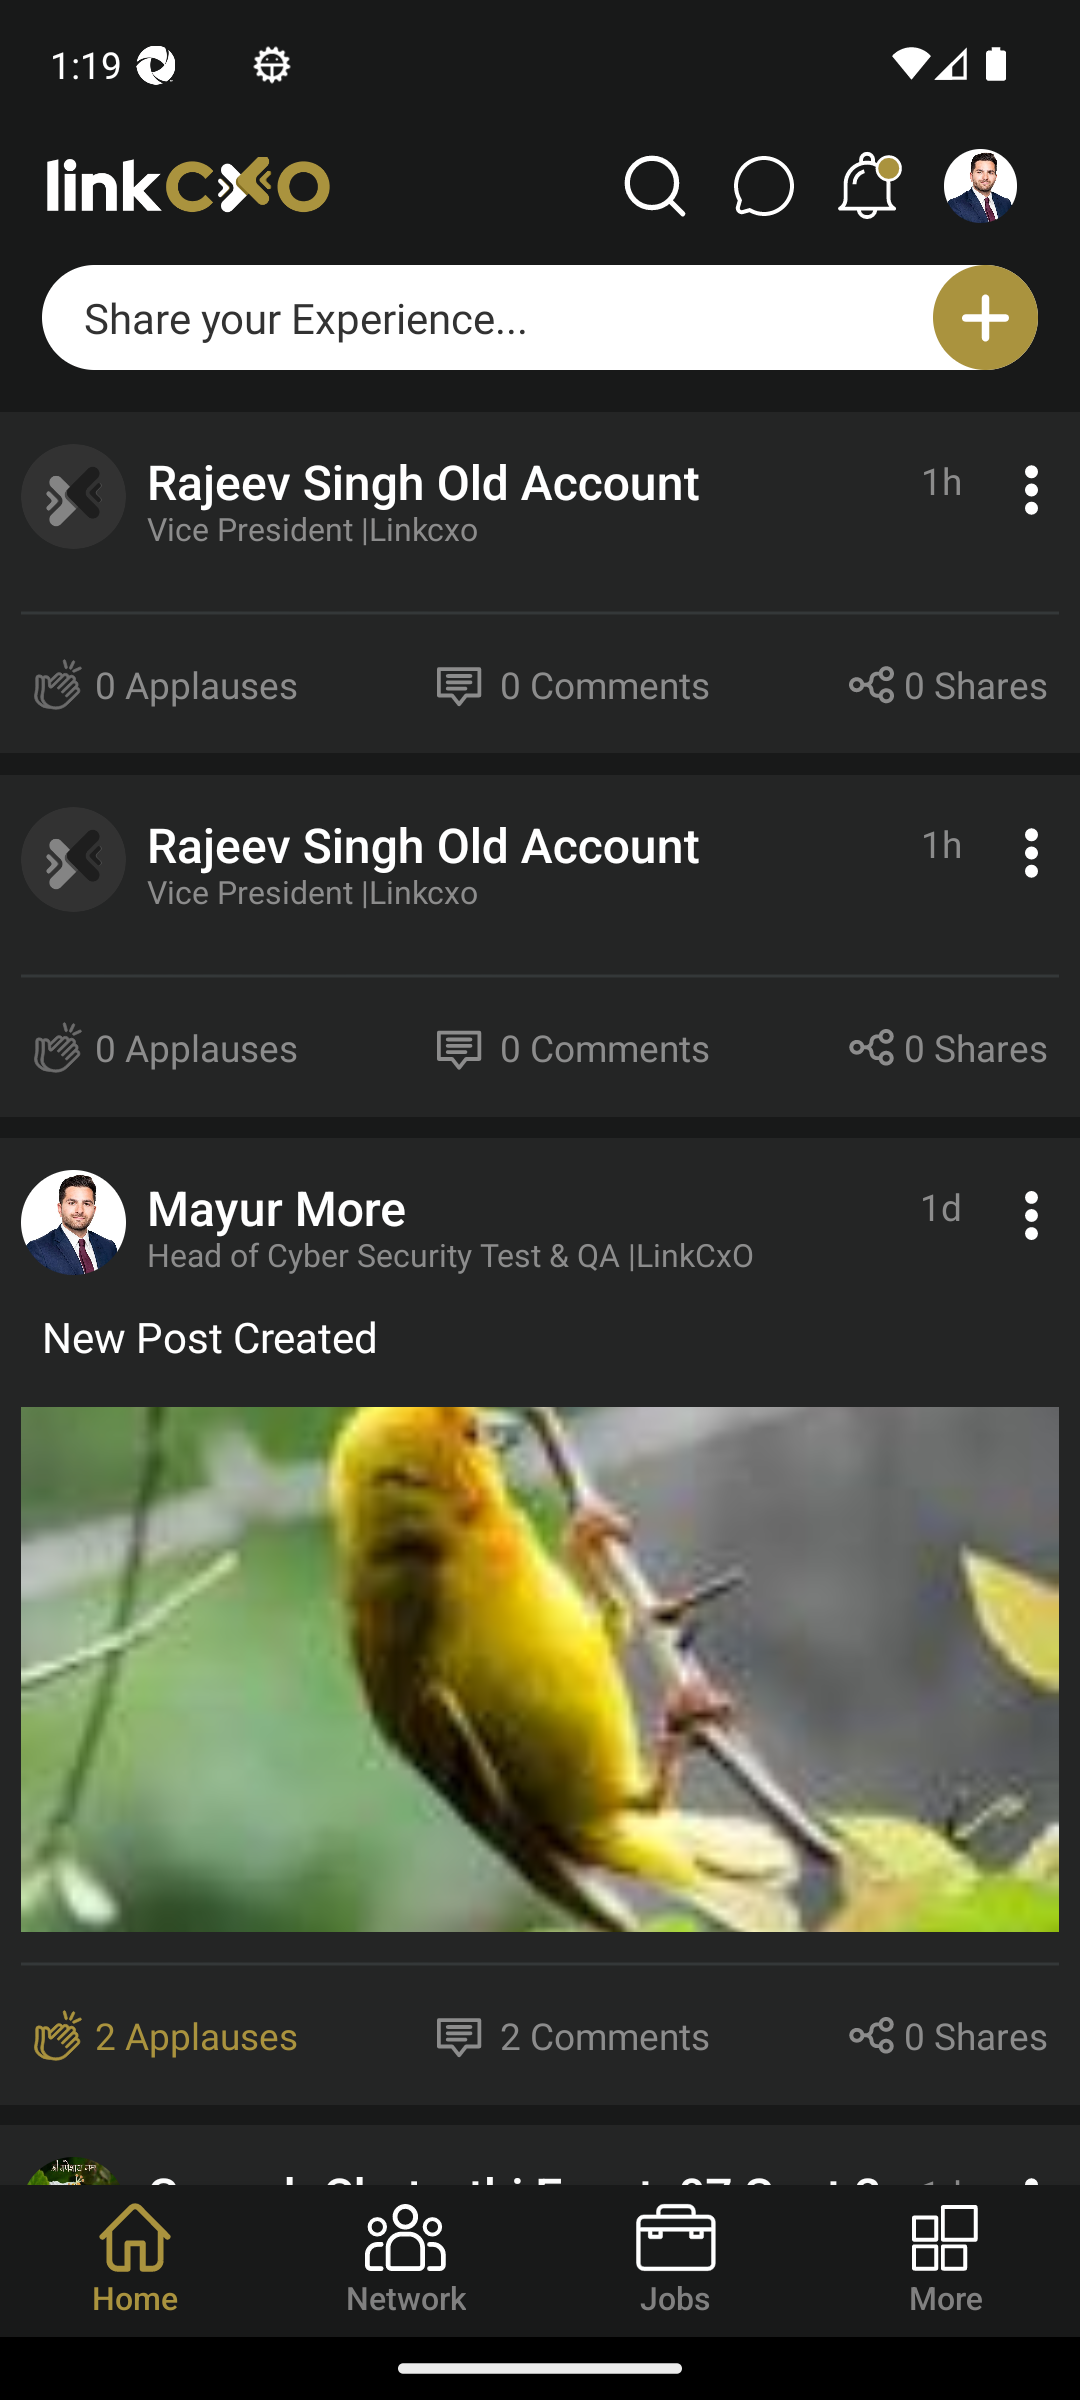 1:19
linkcxo
Share your Experience...
Rajeev Singh Old Account
1h
Vice President |Linkcxo
0 Applauses
0 Comments
0 Shares
Rajeev Singh Old Account
1h
Vice President |Linkcxo
0 Applauses
0 Comments
0 Shares
Mayur More
1d
Head of Cyber Security Test & QA |LinkCxO
New Post Created
2 Applauses
2 Comments
0 Shares
Home
Network
Jobs
More